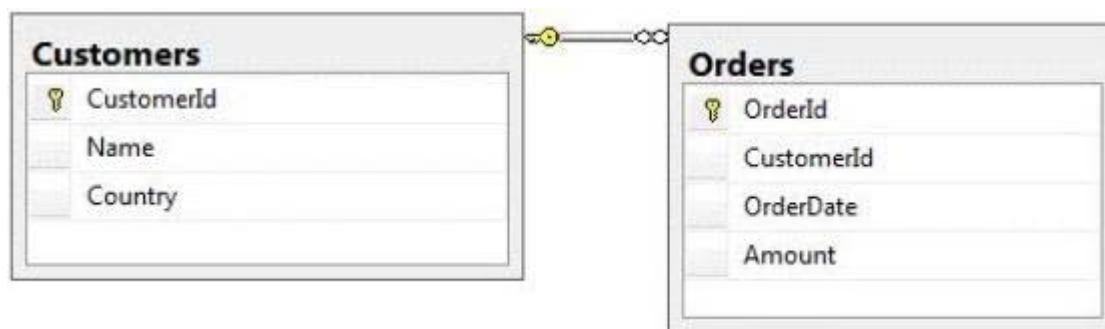 Customers
CustomerId
Name
Country
Orders
OrderId
CustomerId
OrderDate
Amount